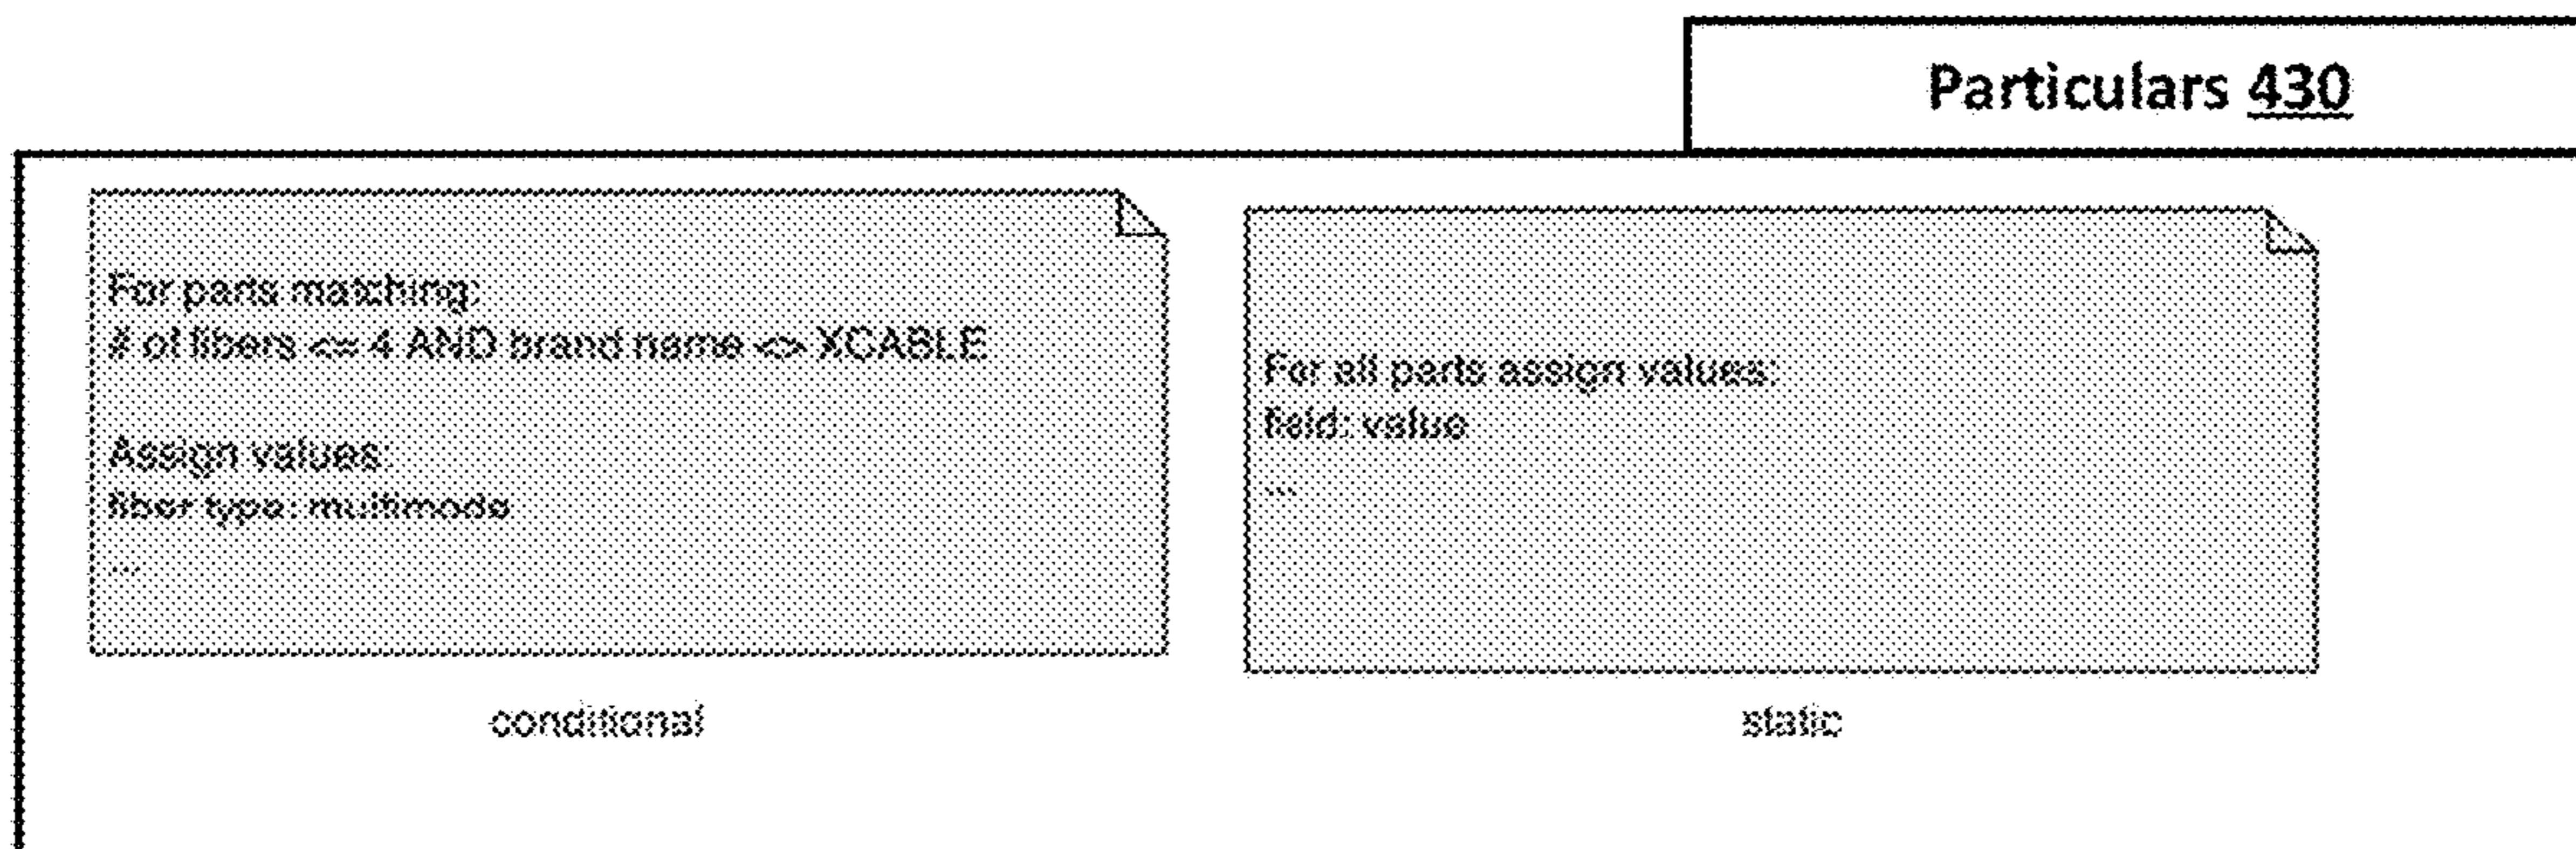 Particulars 430
For parts matching:
# of fibers <= 4 AND brand name <> XCABLE
Assign values:
fiber type: multimode
...
For all parts assign values:
field: value
...
conditional
static